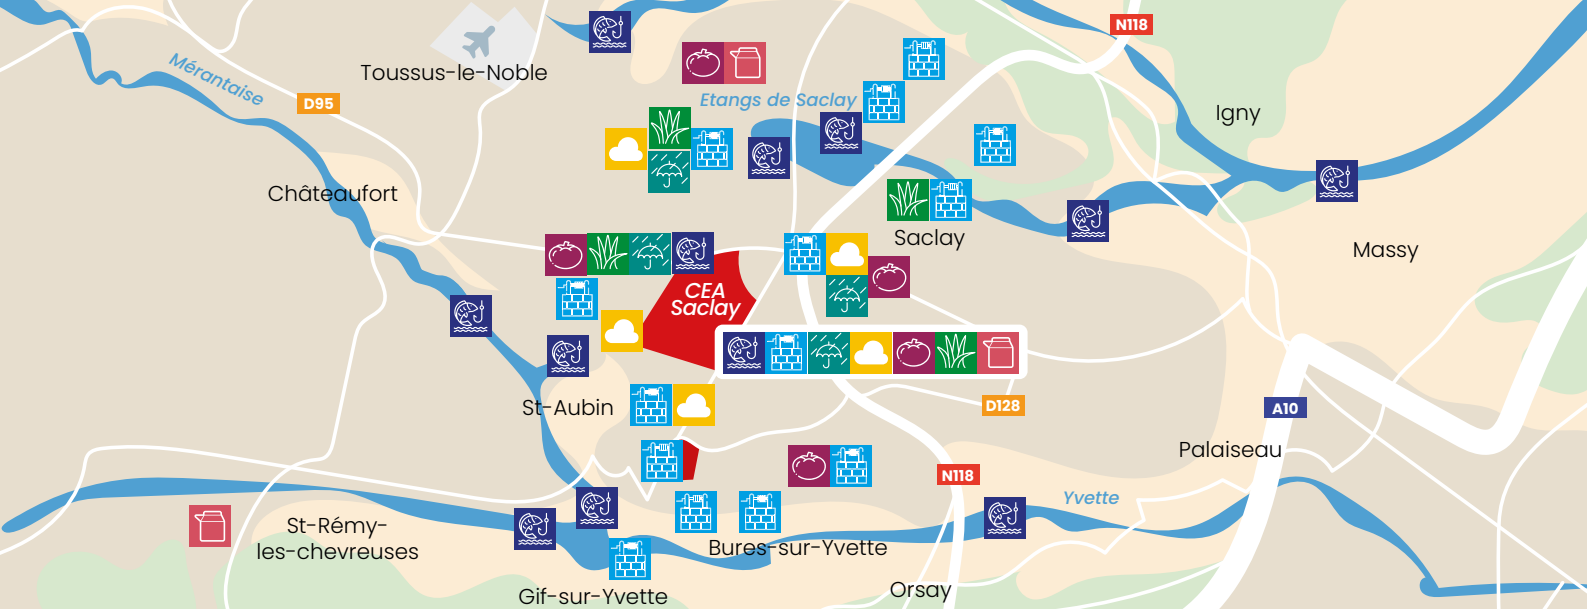 N118
Toussus-le-Noble
Mérantaise
D95
Etangs de Saclay
Igny
Châteaufort
Saclay
Massy
CEA
Saclay
St-Aubin
D128
A10
Palaiseau
N118
Yvette
St-Rémy-
les-chevreuses
Bures-sur-Yvette
Orsay
Gif-sur-Yvette